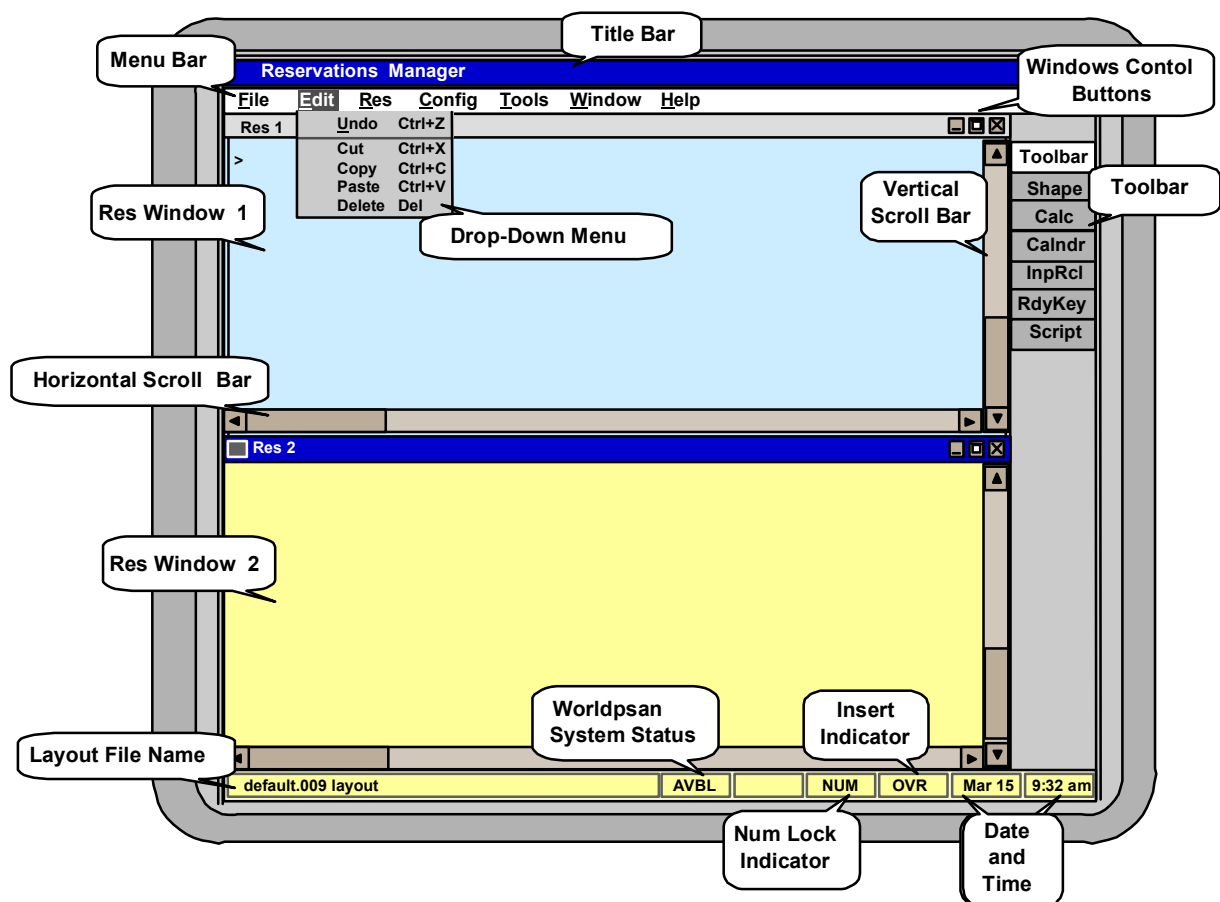 Title Bar
Menu Bar
Reservations Manager
Windows Contol
Buttons
File Edit Res Config Tools Window Help
Res 1
Undo Ctrl+Z
Cut Ctrl+X
Copy Ctrl+C
Paste Ctrl+V
Delete Del
>
Toolbar
Shape
Calc
Calndr
InpRcl
RdyKey
Script
Toolbar
Vertical
Scroll Bar
Res Window 1
Drop-Down Menu
Horizontal Scroll Bar
Res 2
Res Window 2
Worldpsan
System Status
Insert
Indicator
Layout File Name
default.009 layout AVBL NUM OVR Mar 15 9:32 am
Num Lock
Indicator
Date
and
Time